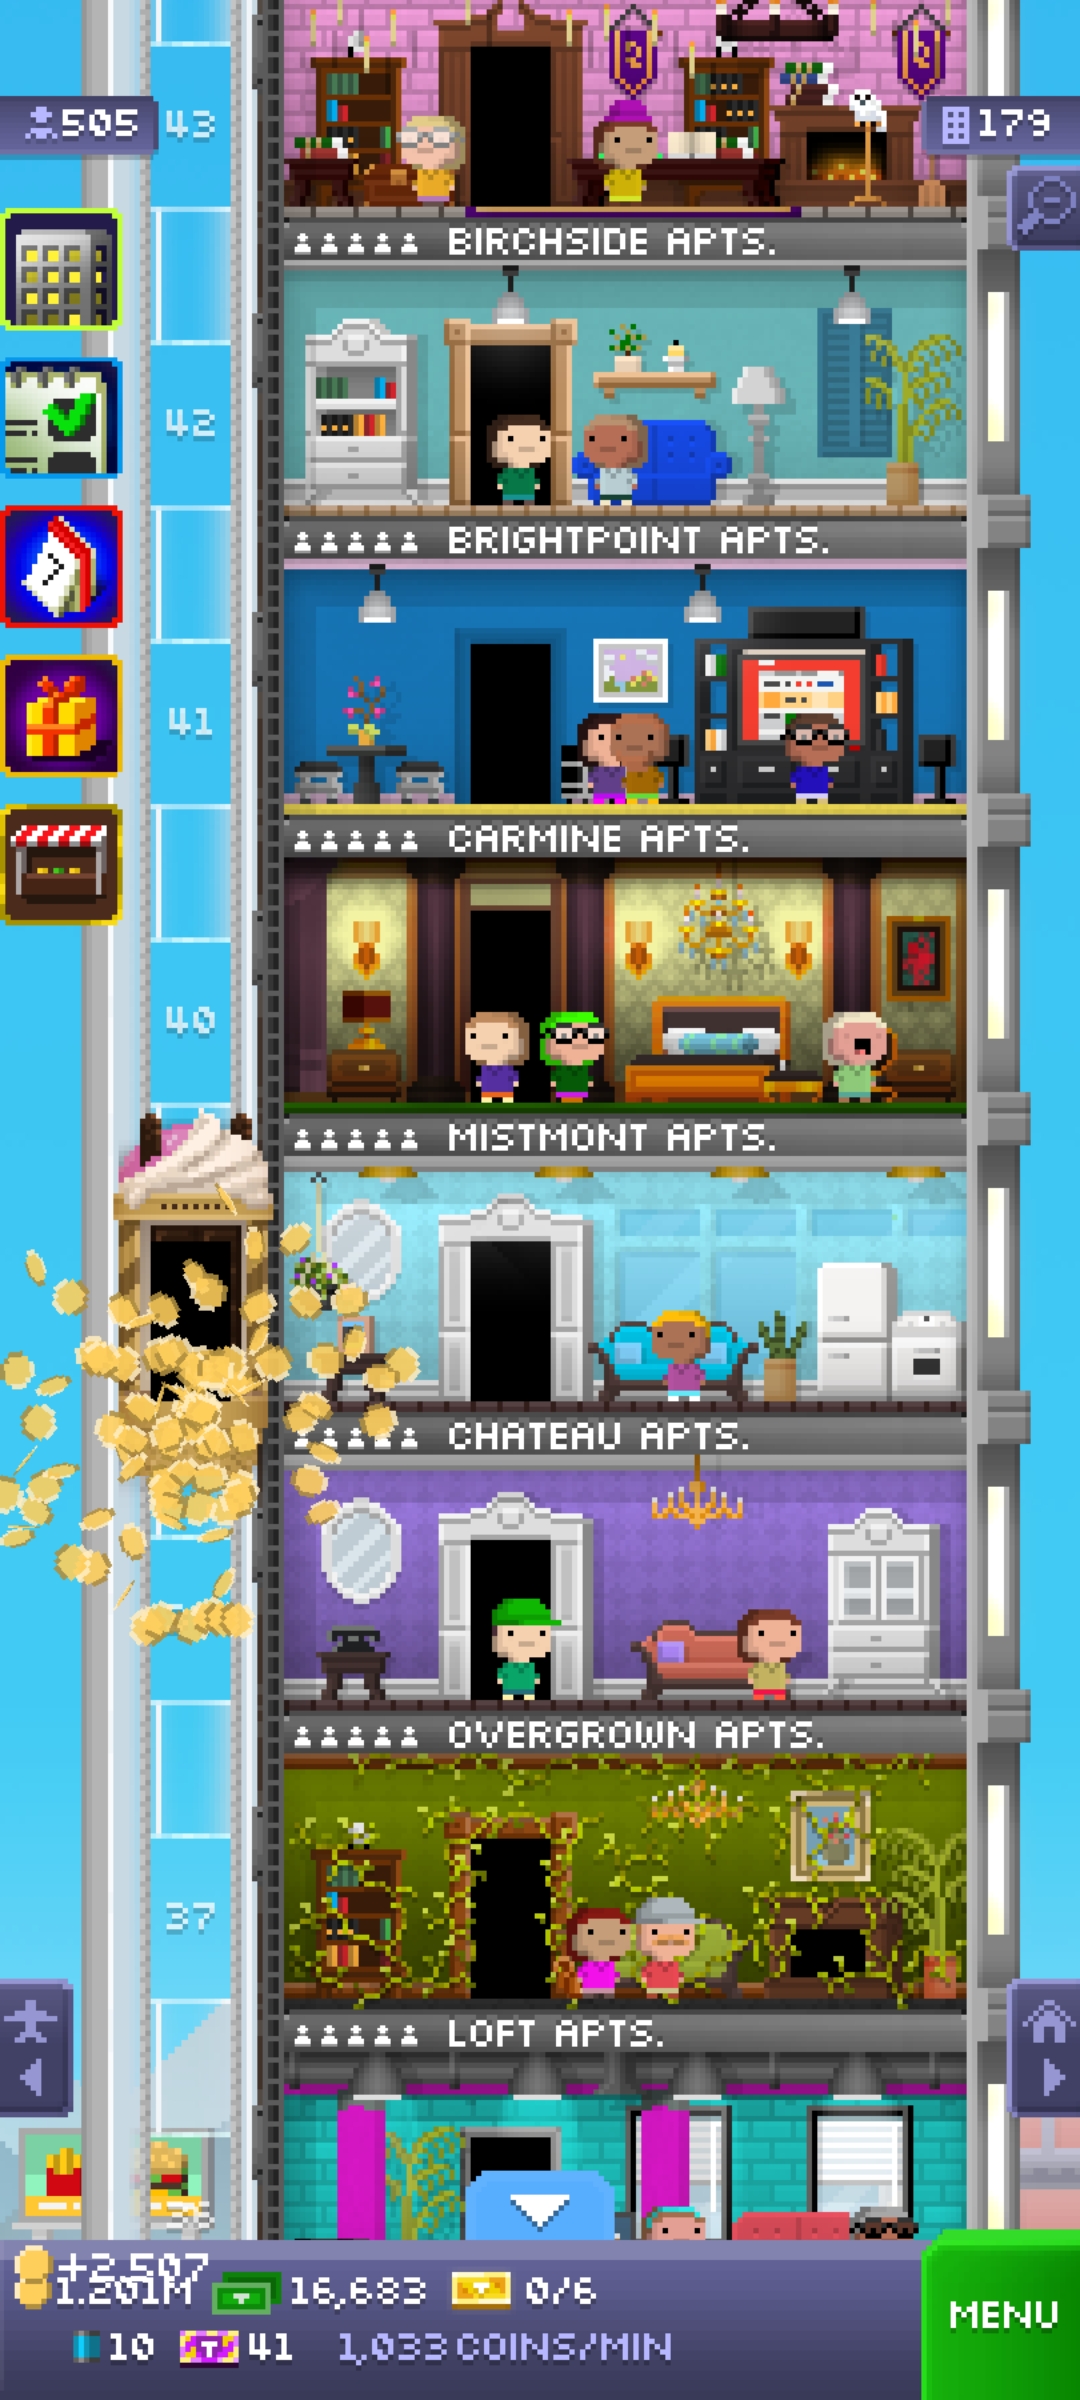 505
43
179
BIRCHSIDE APTS.
42
BRIGHTPOINT APTS.
7
41
CARMINE APTS.
40
MISTMONT APTS.
CHATEAU APTS.
OVERGROWN APTS.
37
LOFT APTS.
+2,507
1.201M
16,683
0/6
10
41
1,033 COINS/MIN
MENU